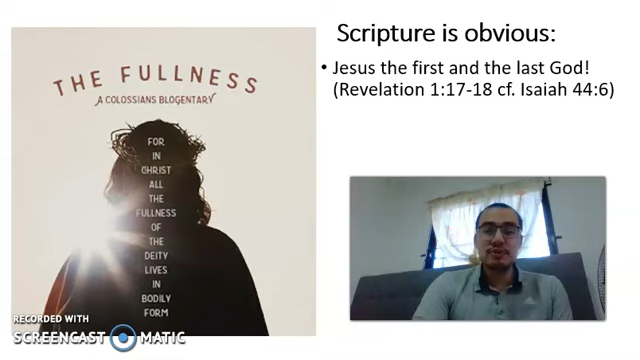 THE FULLNESS
A COLOSSIANS BLOGENTARY
FOR
IN
CHRIST
ALL
THE
FULLNESS
OF
THE
DEITY
LIVES
IN
BODILY
FORM
RECORDED WITH
SCREENCAST MATIC
Scripture is obvious:
• Jesus the first and the last God!
(Revelation 1:17-18 cf. Isaiah 44:6)